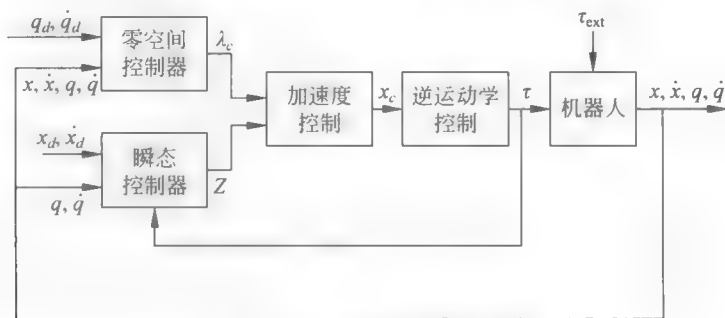 q_d, q̇_d
零空间
控制器
λ_c
x, ẋ, q, q̇
x_d, ẋ_d
瞬态
控制器
Z
q, q̇
加速度
控制
x_c
逆运动学
控制
τ
τ_ext
机器人
x, ẋ, q, q̇